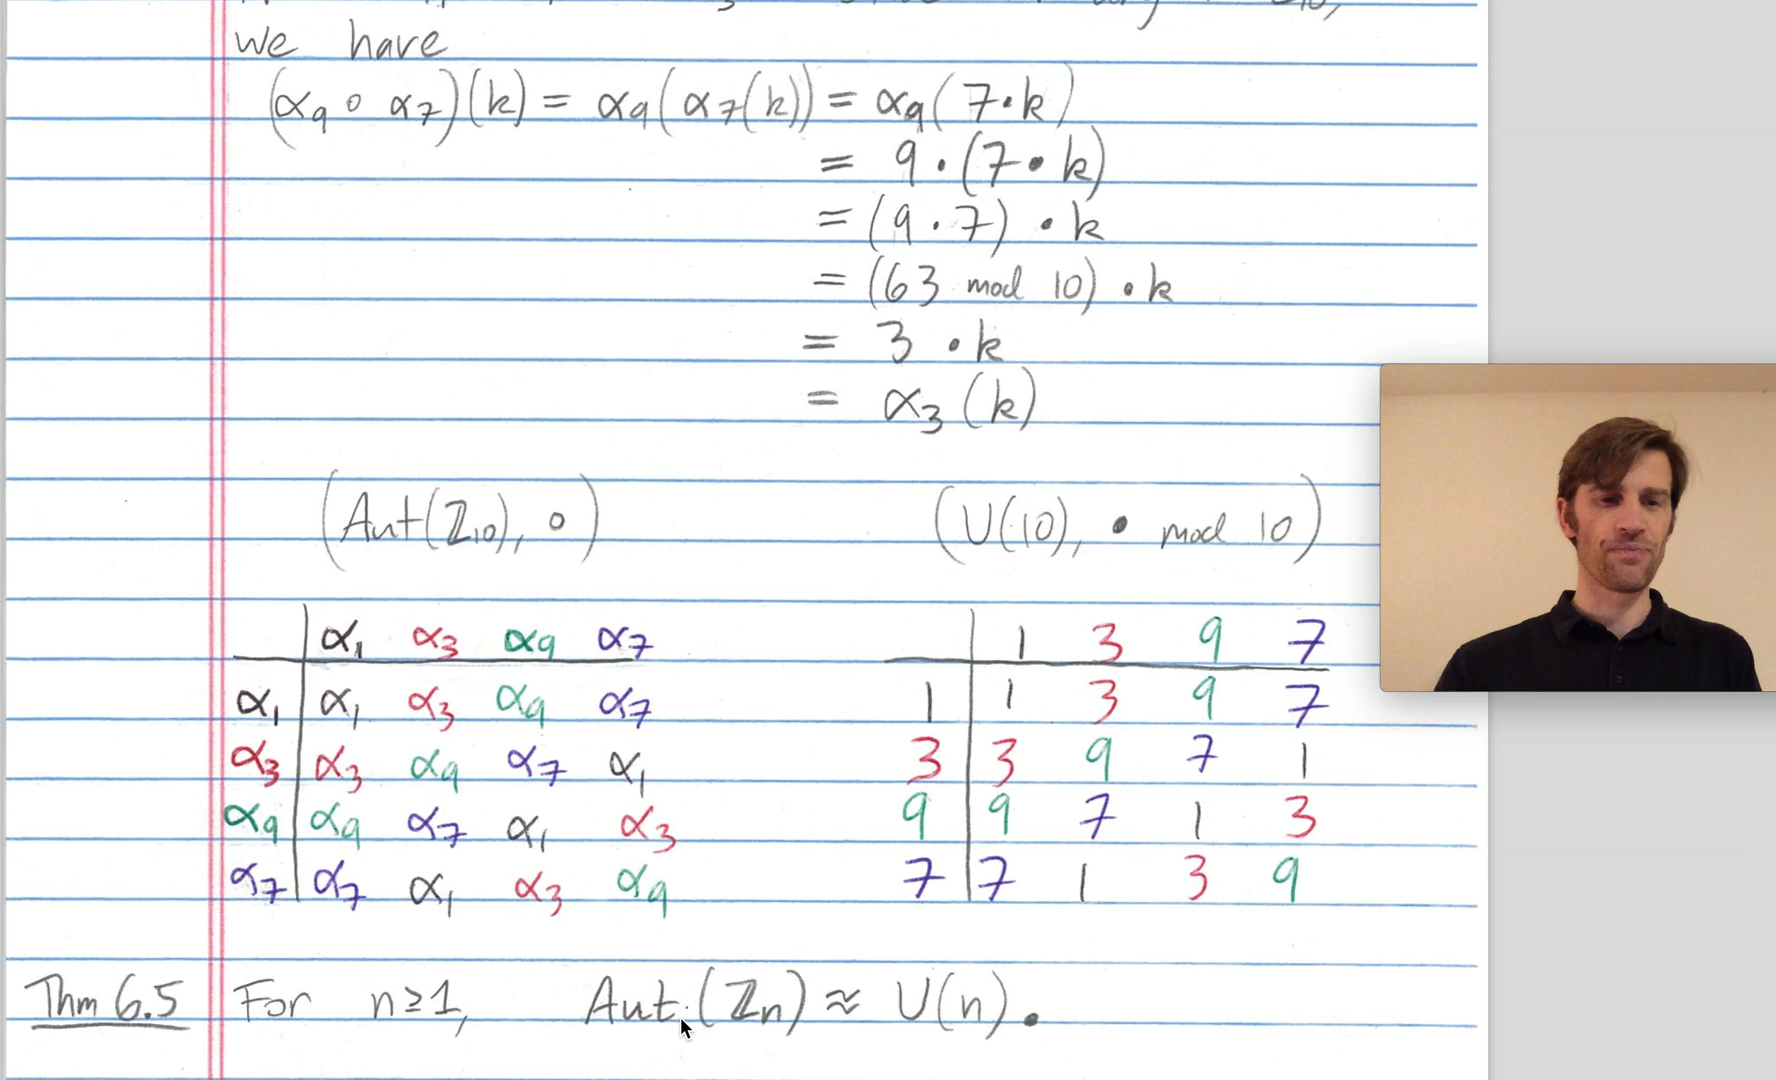 we have
(α₉ ∘ α₇)(k) = α₉(α₇(k)) = α₉(7·k)
= 9·(7·k)
= (9·7)·k
= (63 mod 10)·k
= 3·k
= α₃(k)
(Aut(ℤ₁₀), ∘) (U(10), · mod 10)
α₁ α₃ α₉ α₇ 1 3 9 7
α₁ α₁ α₃ α₉ α₇ 1 1 3 9 7
α₃ α₃ α₉ α₇ α₁ 3 3 9 7 1
α₉ α₉ α₇ α₁ α₃ 9 9 7 1 3
α₇ α₇ α₁ α₃ α₉ 7 7 1 3 9
Thm 6.5 For n≥1, Aut(ℤₙ) ≈ U(n).